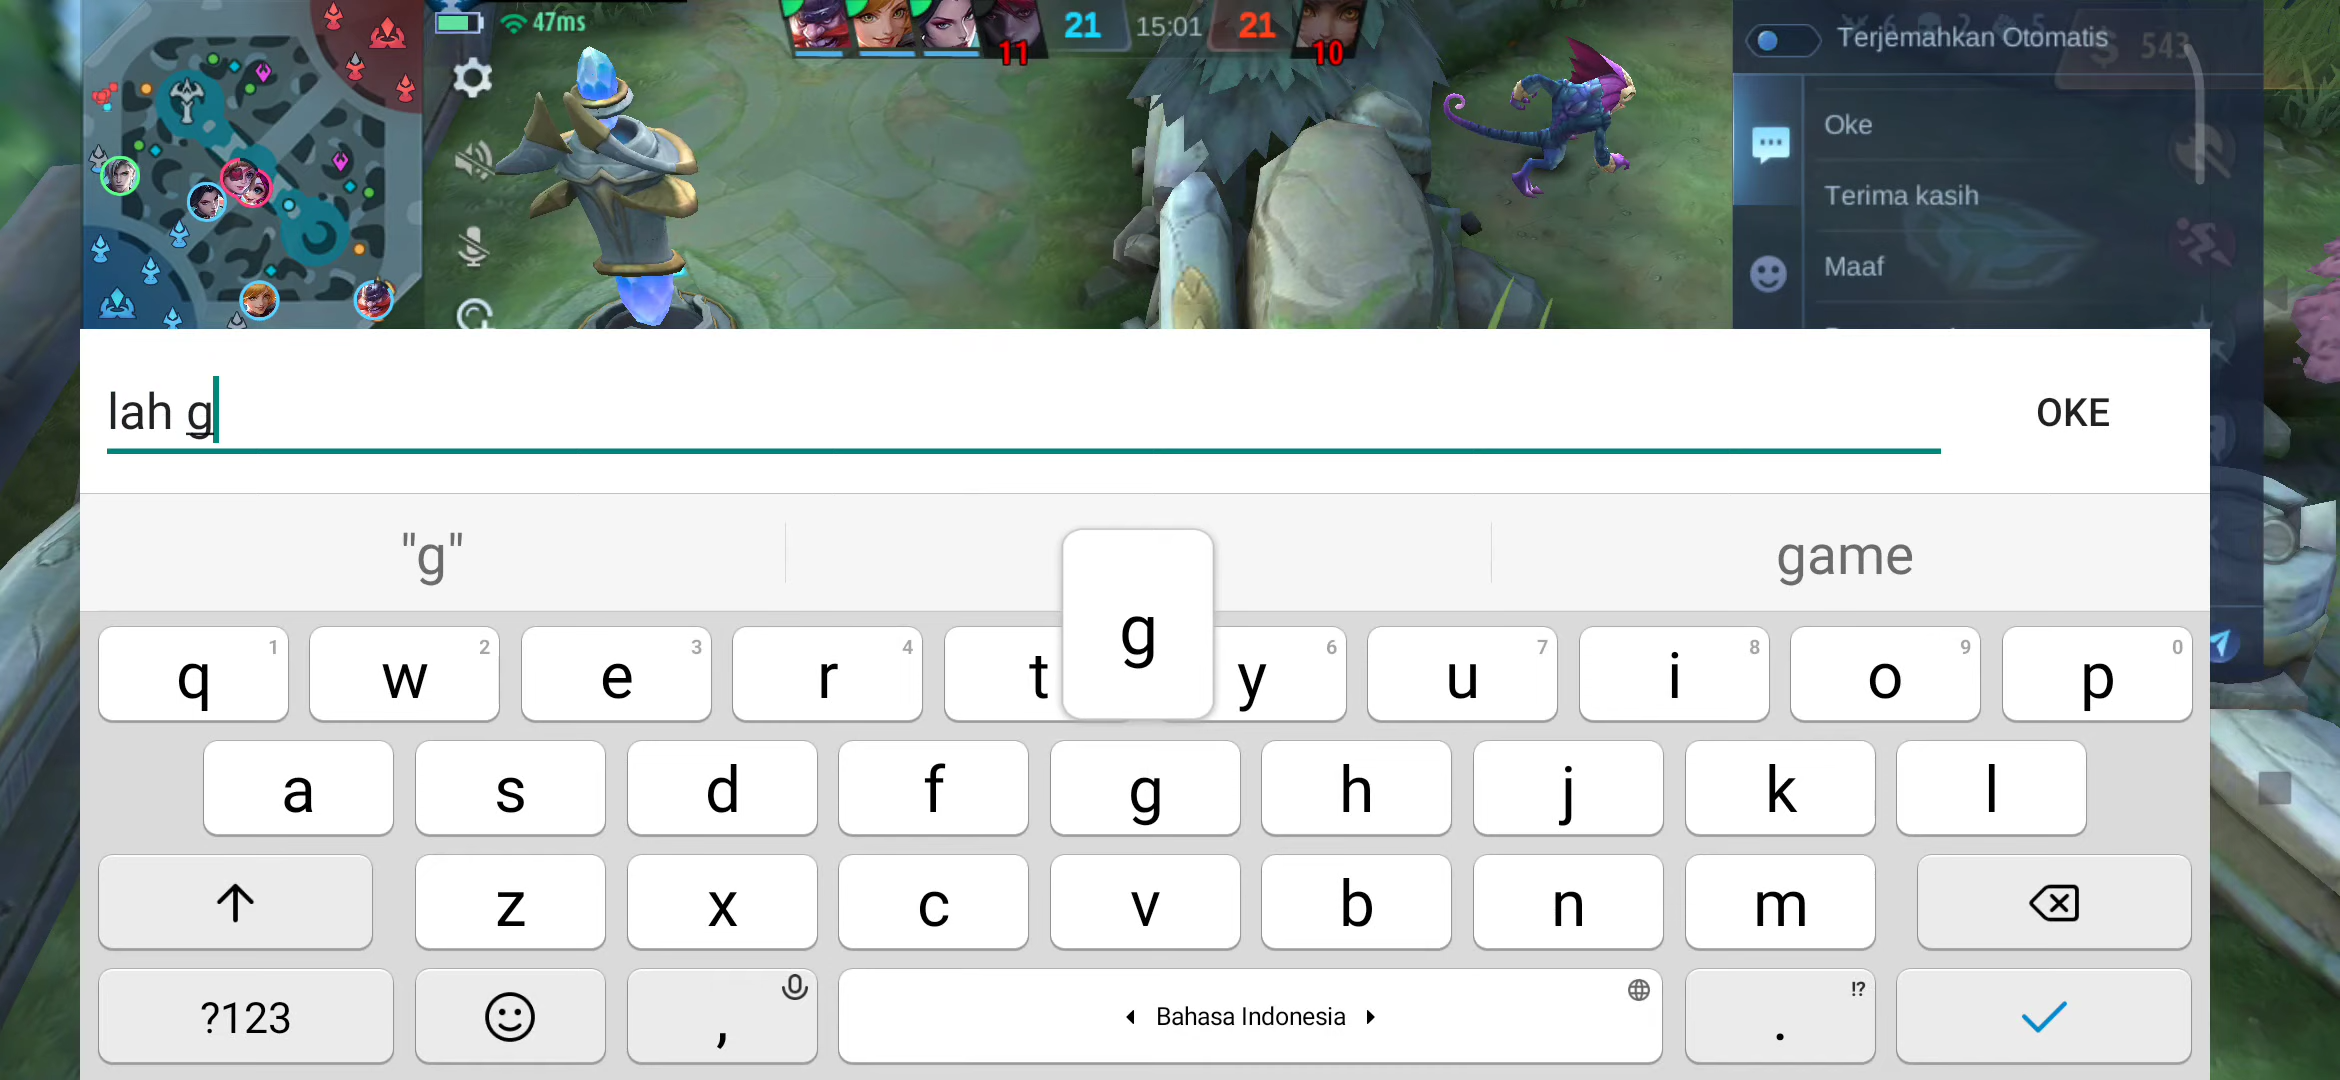 47ms
11
21
15:01
21
10
Terjemahkan Otomatis
543
Oke
Terima kasih
Maaf
lah g
OKE
"g"
game
g
q 1 w 2 e 3 r 4 t y 6 u 7 i 8 o 9 p 0
a s d f g h j k l
z x c v b n m
?123 , Bahasa Indonesia . !?